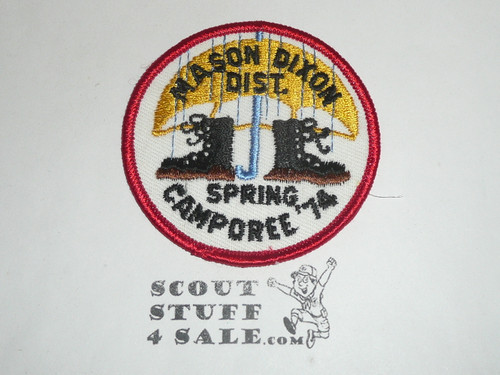 MASON DIXON
DIST.
SPRING
CAMPOREE '74
SCOUT
STUFF
4 SALE.COM